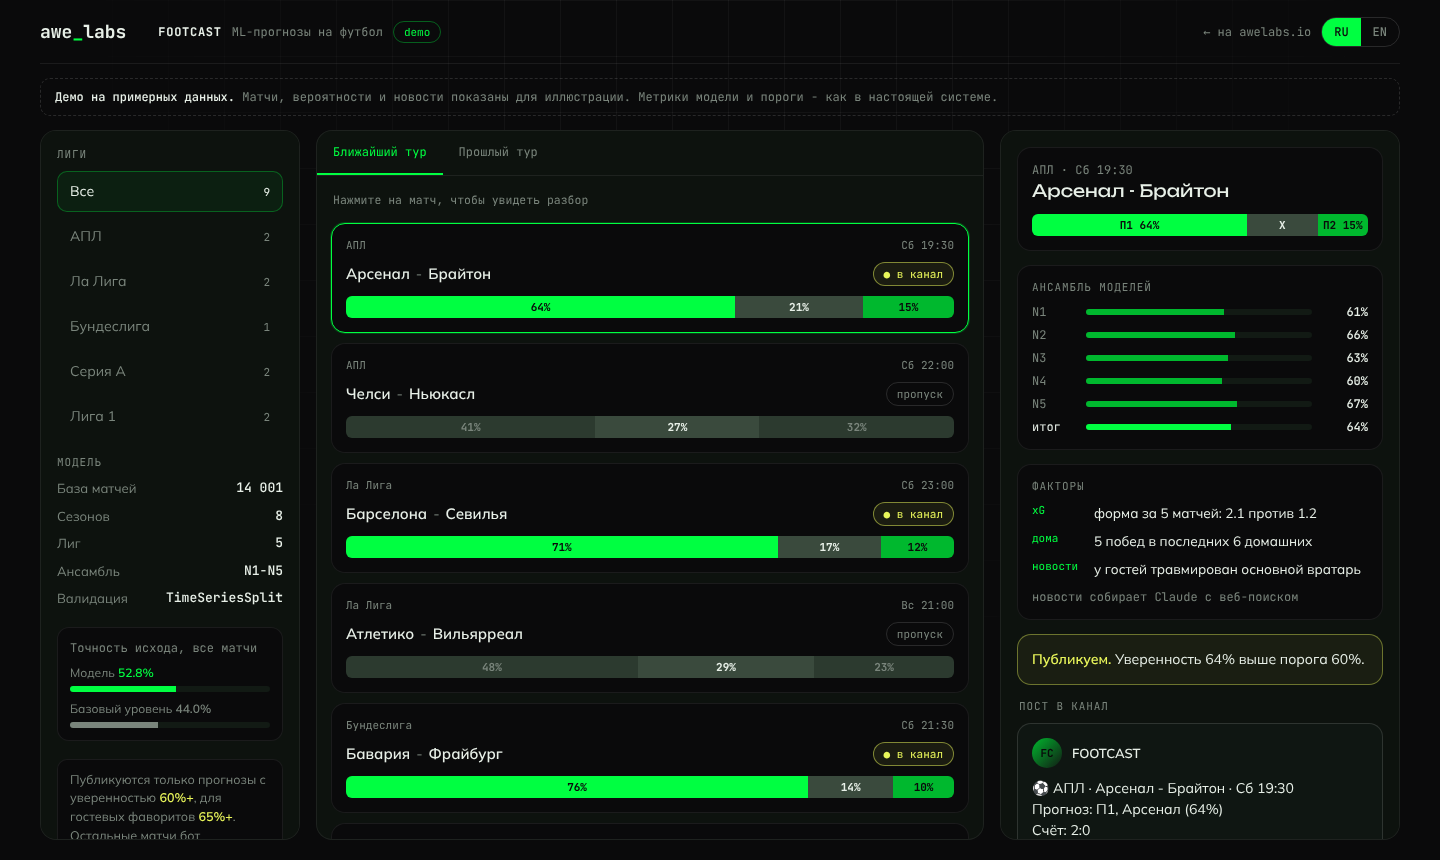 awe_labs FOOTCAST ML-прогнозы на футбол demo
← на awelabs.io RU EN
Демо на примерных данных. Матчи, вероятности и новости показаны для иллюстрации. Метрики модели и пороги - как в настоящей системе.
ЛИГИ
Все 9
АПЛ 2
Ла Лига 2
Бундеслига 1
Серия А 2
Лига 1 2
МОДЕЛЬ
База матчей 14 001
Сезонов 8
Лиг 5
Ансамбль N1-N5
Валидация TimeSeriesSplit
Точность исхода, все матчи
Модель 52.8%
Базовый уровень 44.0%
Публикуются только прогнозы с
уверенностью 60%+, для
гостевых фаворитов 65%+.
Остальные матчи бот
Ближайший тур Прошлый тур
Нажмите на матч, чтобы увидеть разбор
АПЛ Сб 19:30
Арсенал - Брайтон ● в канал
64% 21% 15%
АПЛ Сб 22:00
Челси - Ньюкасл пропуск
41% 27% 32%
Ла Лига Сб 23:00
Барселона - Севилья ● в канал
71% 17% 12%
Ла Лига Вс 21:00
Атлетико - Вильярреал пропуск
48% 29% 23%
Бундеслига Сб 21:30
Бавария - Фрайбург ● в канал
76% 14% 10%
АПЛ · Сб 19:30
Арсенал - Брайтон
П1 64% X П2 15%
АНСАМБЛЬ МОДЕЛЕЙ
N1 61%
N2 66%
N3 63%
N4 60%
N5 67%
итог 64%
ФАКТОРЫ
xG форма за 5 матчей: 2.1 против 1.2
дома 5 побед в последних 6 домашних
новости у гостей травмирован основной вратарь
новости собирает Claude с веб-поиском
Публикуем. Уверенность 64% выше порога 60%.
ПОСТ В КАНАЛ
FC FOOTCAST
⚽ АПЛ · Арсенал - Брайтон · Сб 19:30
Прогноз: П1, Арсенал (64%)
Счёт: 2:0